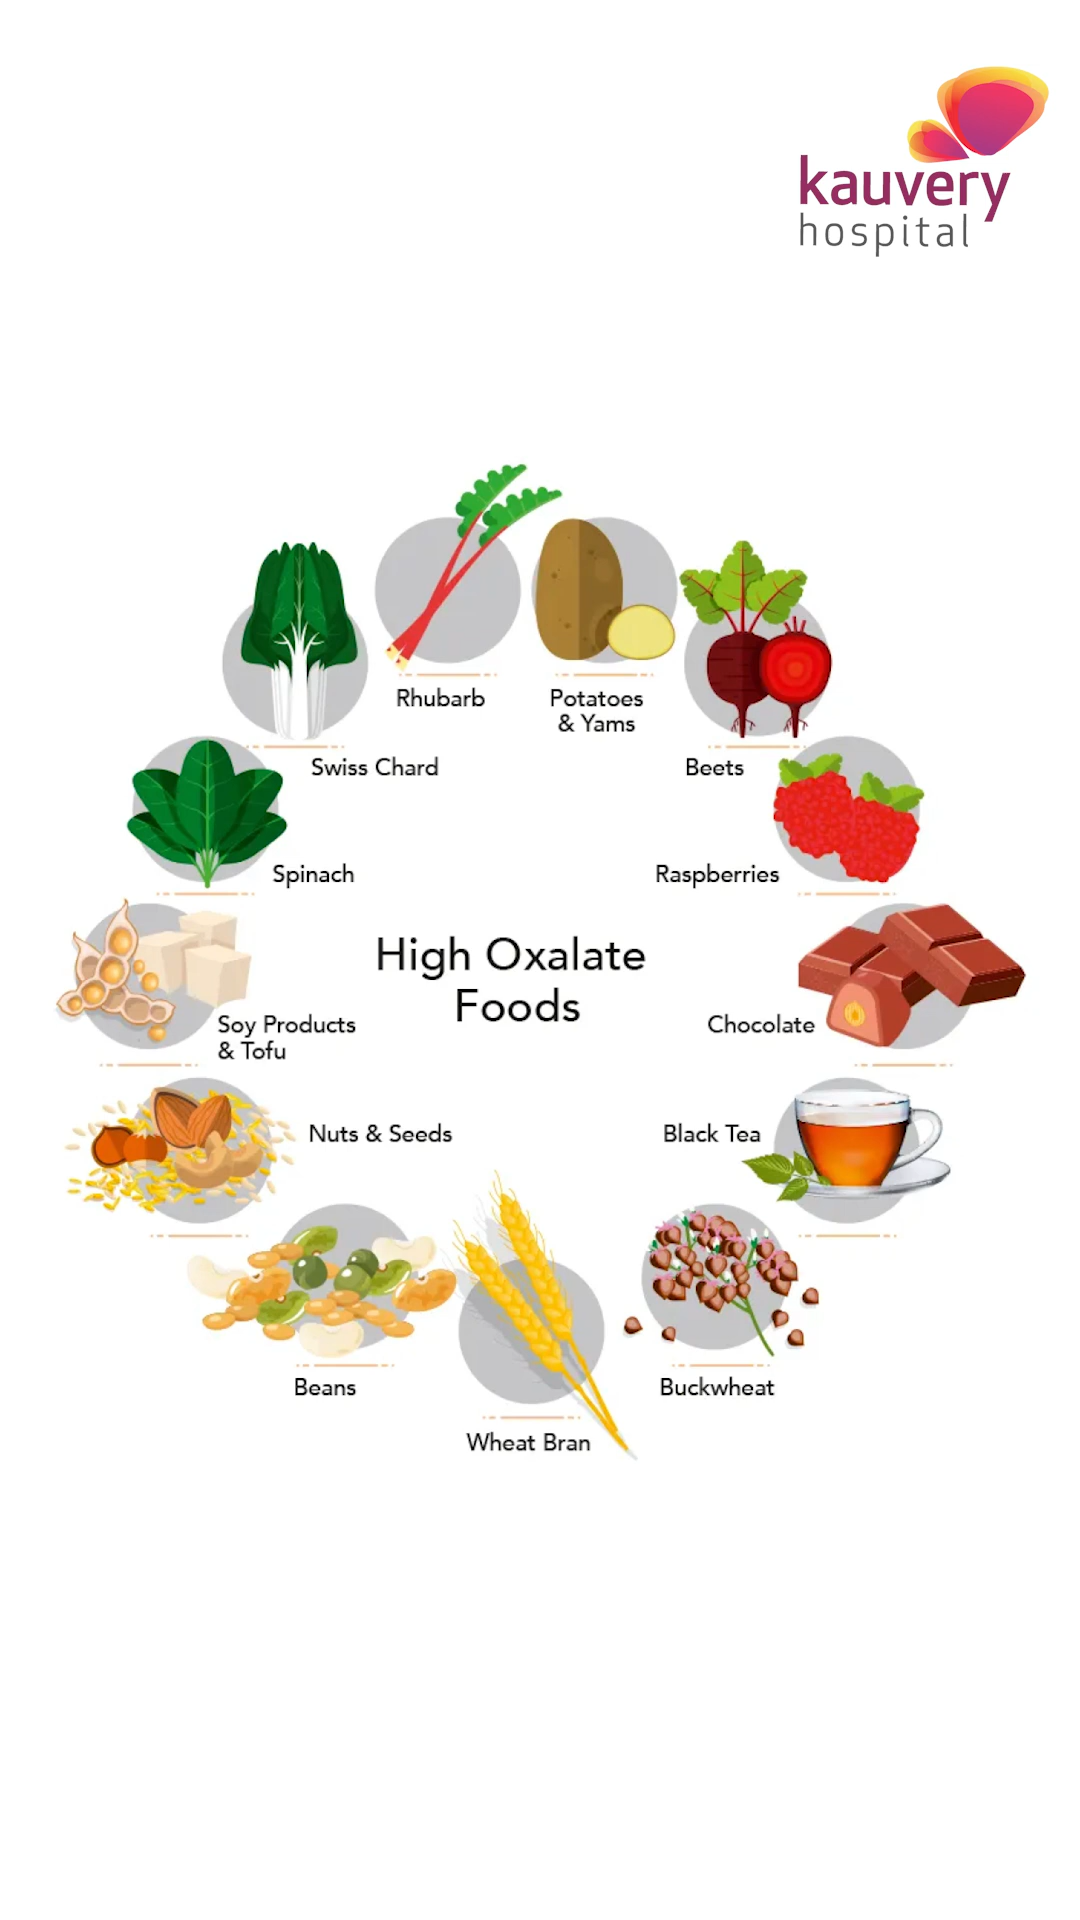 kauvery
hospital
Rhubarb
Potatoes
& Yams
Swiss Chard
Beets
Spinach
Raspberries
High Oxalate
Foods
Soy Products
& Tofu
Chocolate
Nuts & Seeds
Black Tea
Beans
Buckwheat
Wheat Bran